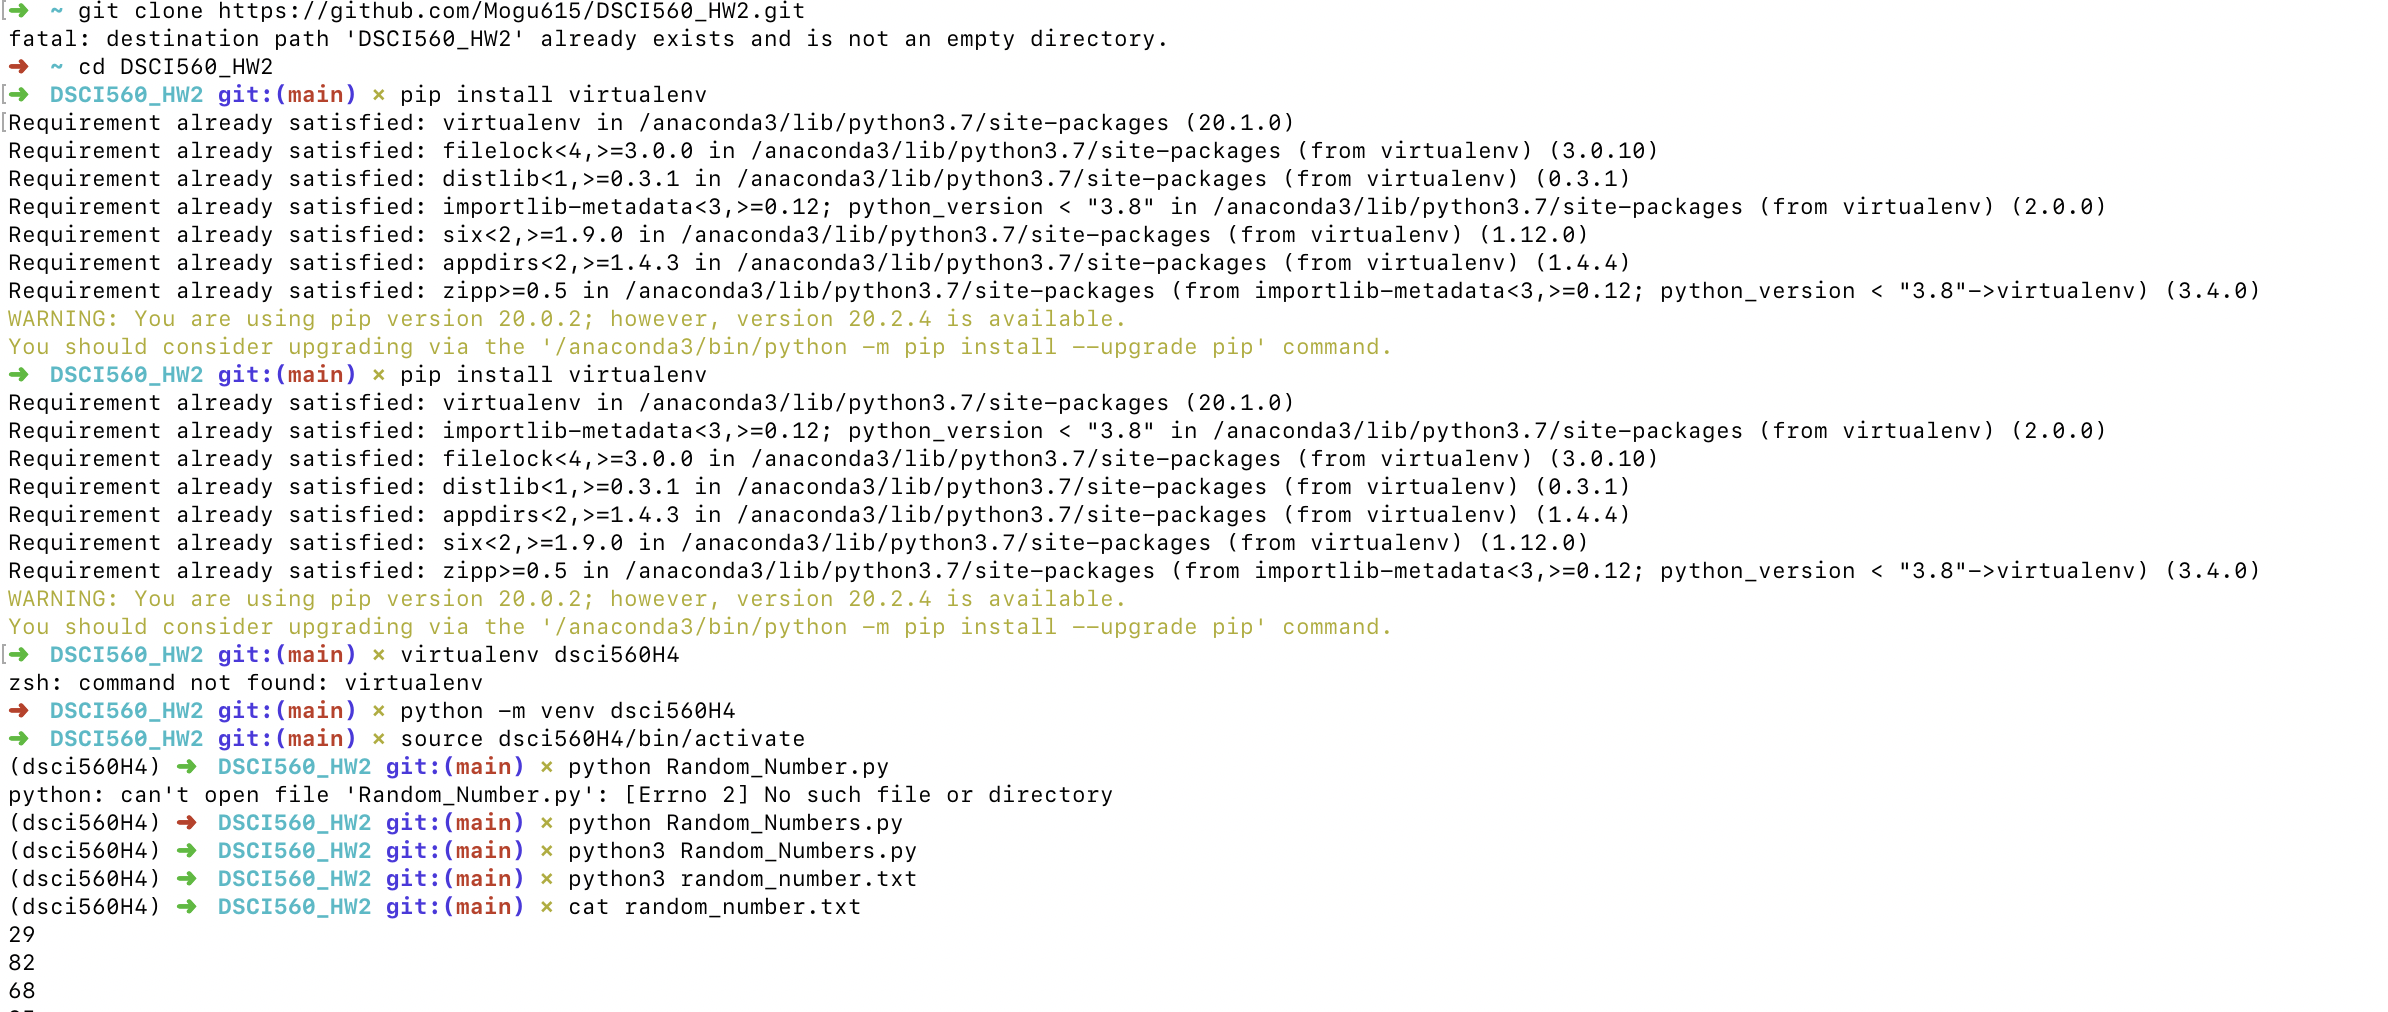 [➜ ~ git clone https://github.com/Mogu615/DSCI560_HW2.git
fatal: destination path 'DSCI560_HW2' already exists and is not an empty directory.
➜ ~ cd DSCI560_HW2
[➜ DSCI560_HW2 git:(main) × pip install virtualenv
[Requirement already satisfied: virtualenv in /anaconda3/lib/python3.7/site-packages (20.1.0)
Requirement already satisfied: filelock<4,>=3.0.0 in /anaconda3/lib/python3.7/site-packages (from virtualenv) (3.0.10)
Requirement already satisfied: distlib<1,>=0.3.1 in /anaconda3/lib/python3.7/site-packages (from virtualenv) (0.3.1)
Requirement already satisfied: importlib-metadata<3,>=0.12; python_version < "3.8" in /anaconda3/lib/python3.7/site-packages (from virtualenv) (2.0.0)
Requirement already satisfied: six<2,>=1.9.0 in /anaconda3/lib/python3.7/site-packages (from virtualenv) (1.12.0)
Requirement already satisfied: appdirs<2,>=1.4.3 in /anaconda3/lib/python3.7/site-packages (from virtualenv) (1.4.4)
Requirement already satisfied: zipp>=0.5 in /anaconda3/lib/python3.7/site-packages (from importlib-metadata<3,>=0.12; python_version < "3.8"->virtualenv) (3.4.0)
WARNING: You are using pip version 20.0.2; however, version 20.2.4 is available.
You should consider upgrading via the '/anaconda3/bin/python -m pip install --upgrade pip' command.
➜ DSCI560_HW2 git:(main) × pip install virtualenv
Requirement already satisfied: virtualenv in /anaconda3/lib/python3.7/site-packages (20.1.0)
Requirement already satisfied: importlib-metadata<3,>=0.12; python_version < "3.8" in /anaconda3/lib/python3.7/site-packages (from virtualenv) (2.0.0)
Requirement already satisfied: filelock<4,>=3.0.0 in /anaconda3/lib/python3.7/site-packages (from virtualenv) (3.0.10)
Requirement already satisfied: distlib<1,>=0.3.1 in /anaconda3/lib/python3.7/site-packages (from virtualenv) (0.3.1)
Requirement already satisfied: appdirs<2,>=1.4.3 in /anaconda3/lib/python3.7/site-packages (from virtualenv) (1.4.4)
Requirement already satisfied: six<2,>=1.9.0 in /anaconda3/lib/python3.7/site-packages (from virtualenv) (1.12.0)
Requirement already satisfied: zipp>=0.5 in /anaconda3/lib/python3.7/site-packages (from importlib-metadata<3,>=0.12; python_version < "3.8"->virtualenv) (3.4.0)
WARNING: You are using pip version 20.0.2; however, version 20.2.4 is available.
You should consider upgrading via the '/anaconda3/bin/python -m pip install --upgrade pip' command.
[➜ DSCI560_HW2 git:(main) × virtualenv dsci560H4
zsh: command not found: virtualenv
➜ DSCI560_HW2 git:(main) × python -m venv dsci560H4
➜ DSCI560_HW2 git:(main) × source dsci560H4/bin/activate
(dsci560H4) ➜ DSCI560_HW2 git:(main) × python Random_Number.py
python: can't open file 'Random_Number.py': [Errno 2] No such file or directory
(dsci560H4) ➜ DSCI560_HW2 git:(main) × python Random_Numbers.py
(dsci560H4) ➜ DSCI560_HW2 git:(main) × python3 Random_Numbers.py
(dsci560H4) ➜ DSCI560_HW2 git:(main) × python3 random_number.txt
(dsci560H4) ➜ DSCI560_HW2 git:(main) × cat random_number.txt
29
82
68